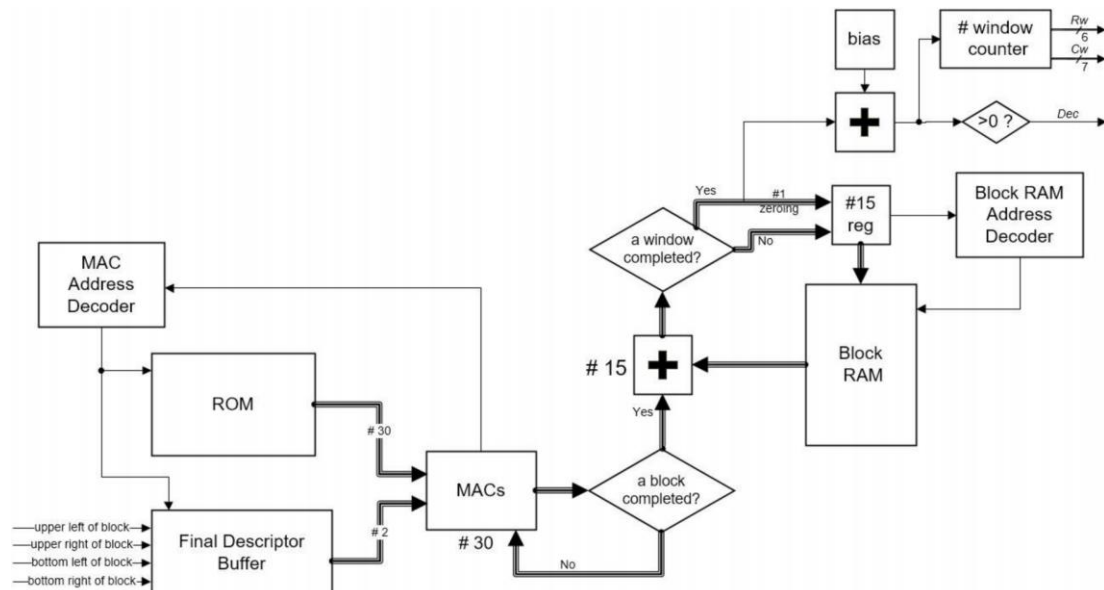 bias
# window
counter
Rw
6
Cw
7
>0 ?
Dec
Yes
#1
zeroing
No
#15
reg
Block RAM
Address
Decoder
a window
completed?
MAC
Address
Decoder
# 15
Block
RAM
ROM
# 30
Yes
MACs
# 30
a block
completed?
No
# 2
Final Descriptor
Buffer
upper left of block
upper right of block
bottom left of block
bottom right of block